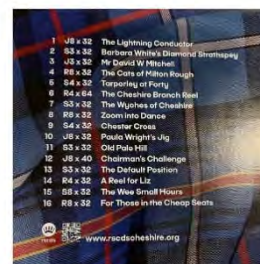 1 J8 x 32 The Lightning Conductor
2 S3 x 32 Barbara White's Diamond Strathspey
3 J3 x 32 Mr David W Mitchell
4 R8 x 32 The Cats of Milton Rough
5 S4 x 32 Tarporley at Forty
6 R4 x 64 The Cheshire Branch Reel
7 S3 x 32 The Wyches of Cheshire
8 R8 x 32 Zoom into Dance
9 S4 x 32 Chester Cross
10 J8 x 32 Paula Wright's Jig
11 S3 x 32 Old Pale Hill
12 J8 x 40 Chairman's Challenge
13 S3 x 32 The Default Position
14 R4 x 32 A Reel for Liz
15 S8 x 32 The Wee Small Hours
16 R8 x 32 For Those in the Cheap Seats
www.rscdscheshire.org